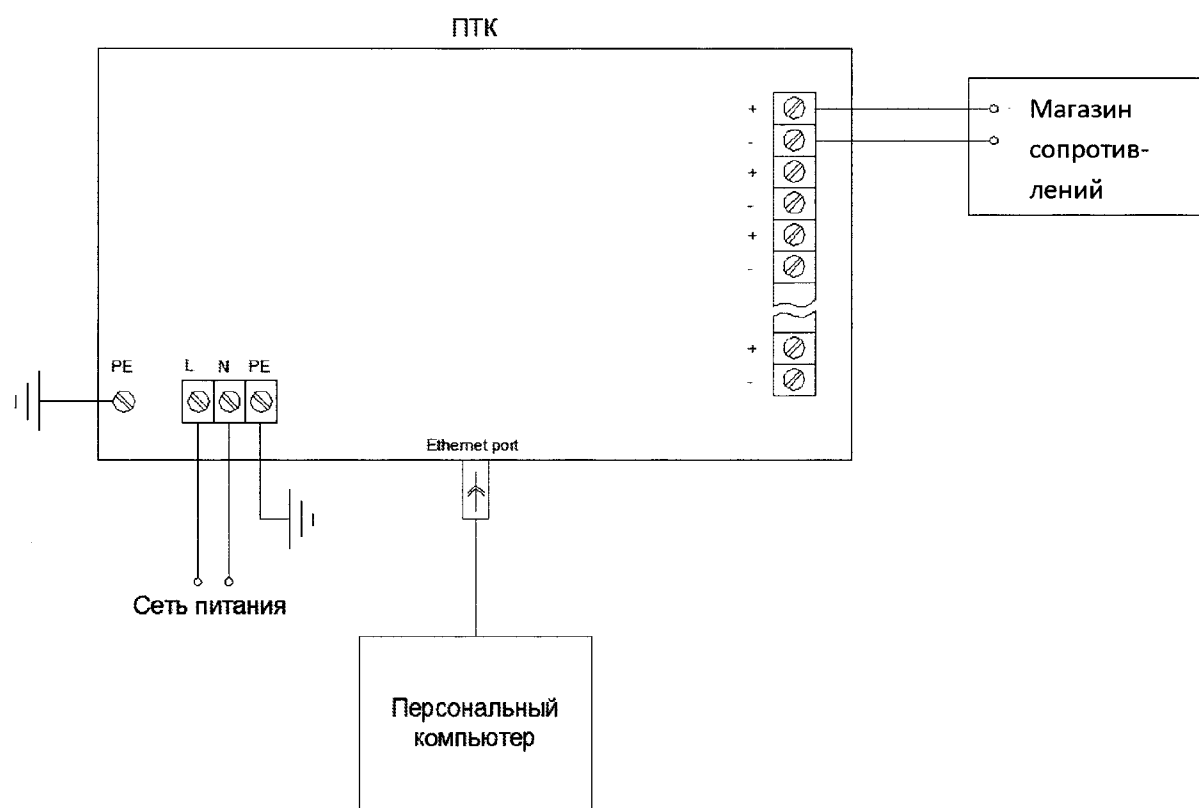 ПТК
+
-
+
-
+
-
+
-
Магазин
сопротив-
лений
PE
L N PE
Ethernet port
Сеть питания
Персональный
компьютер